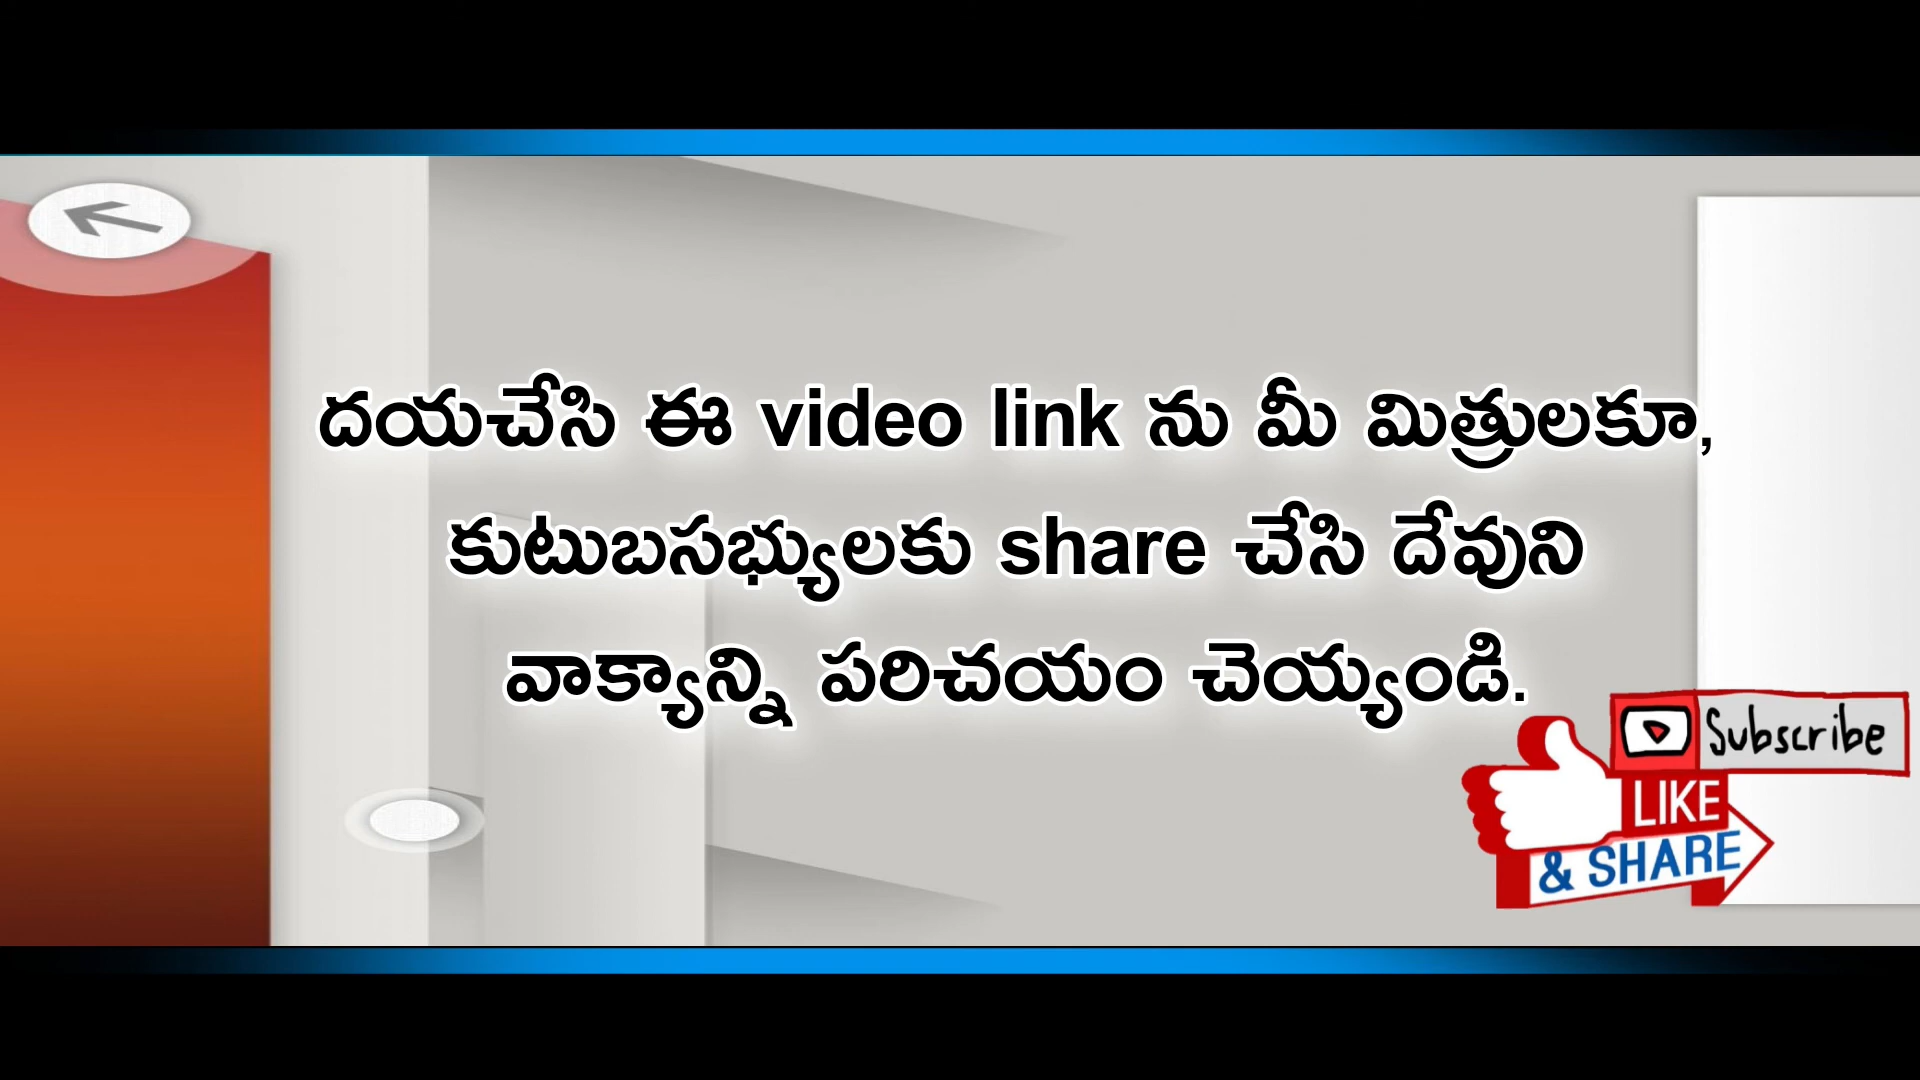 దయచేసి ఈ video link ను మీ మిత్రులకూ,
కుటుబసభ్యులకు share చేసి దేవుని
వాక్యాన్ని పరిచయం చెయ్యండి.
Subscribe
LIKE
& SHARE